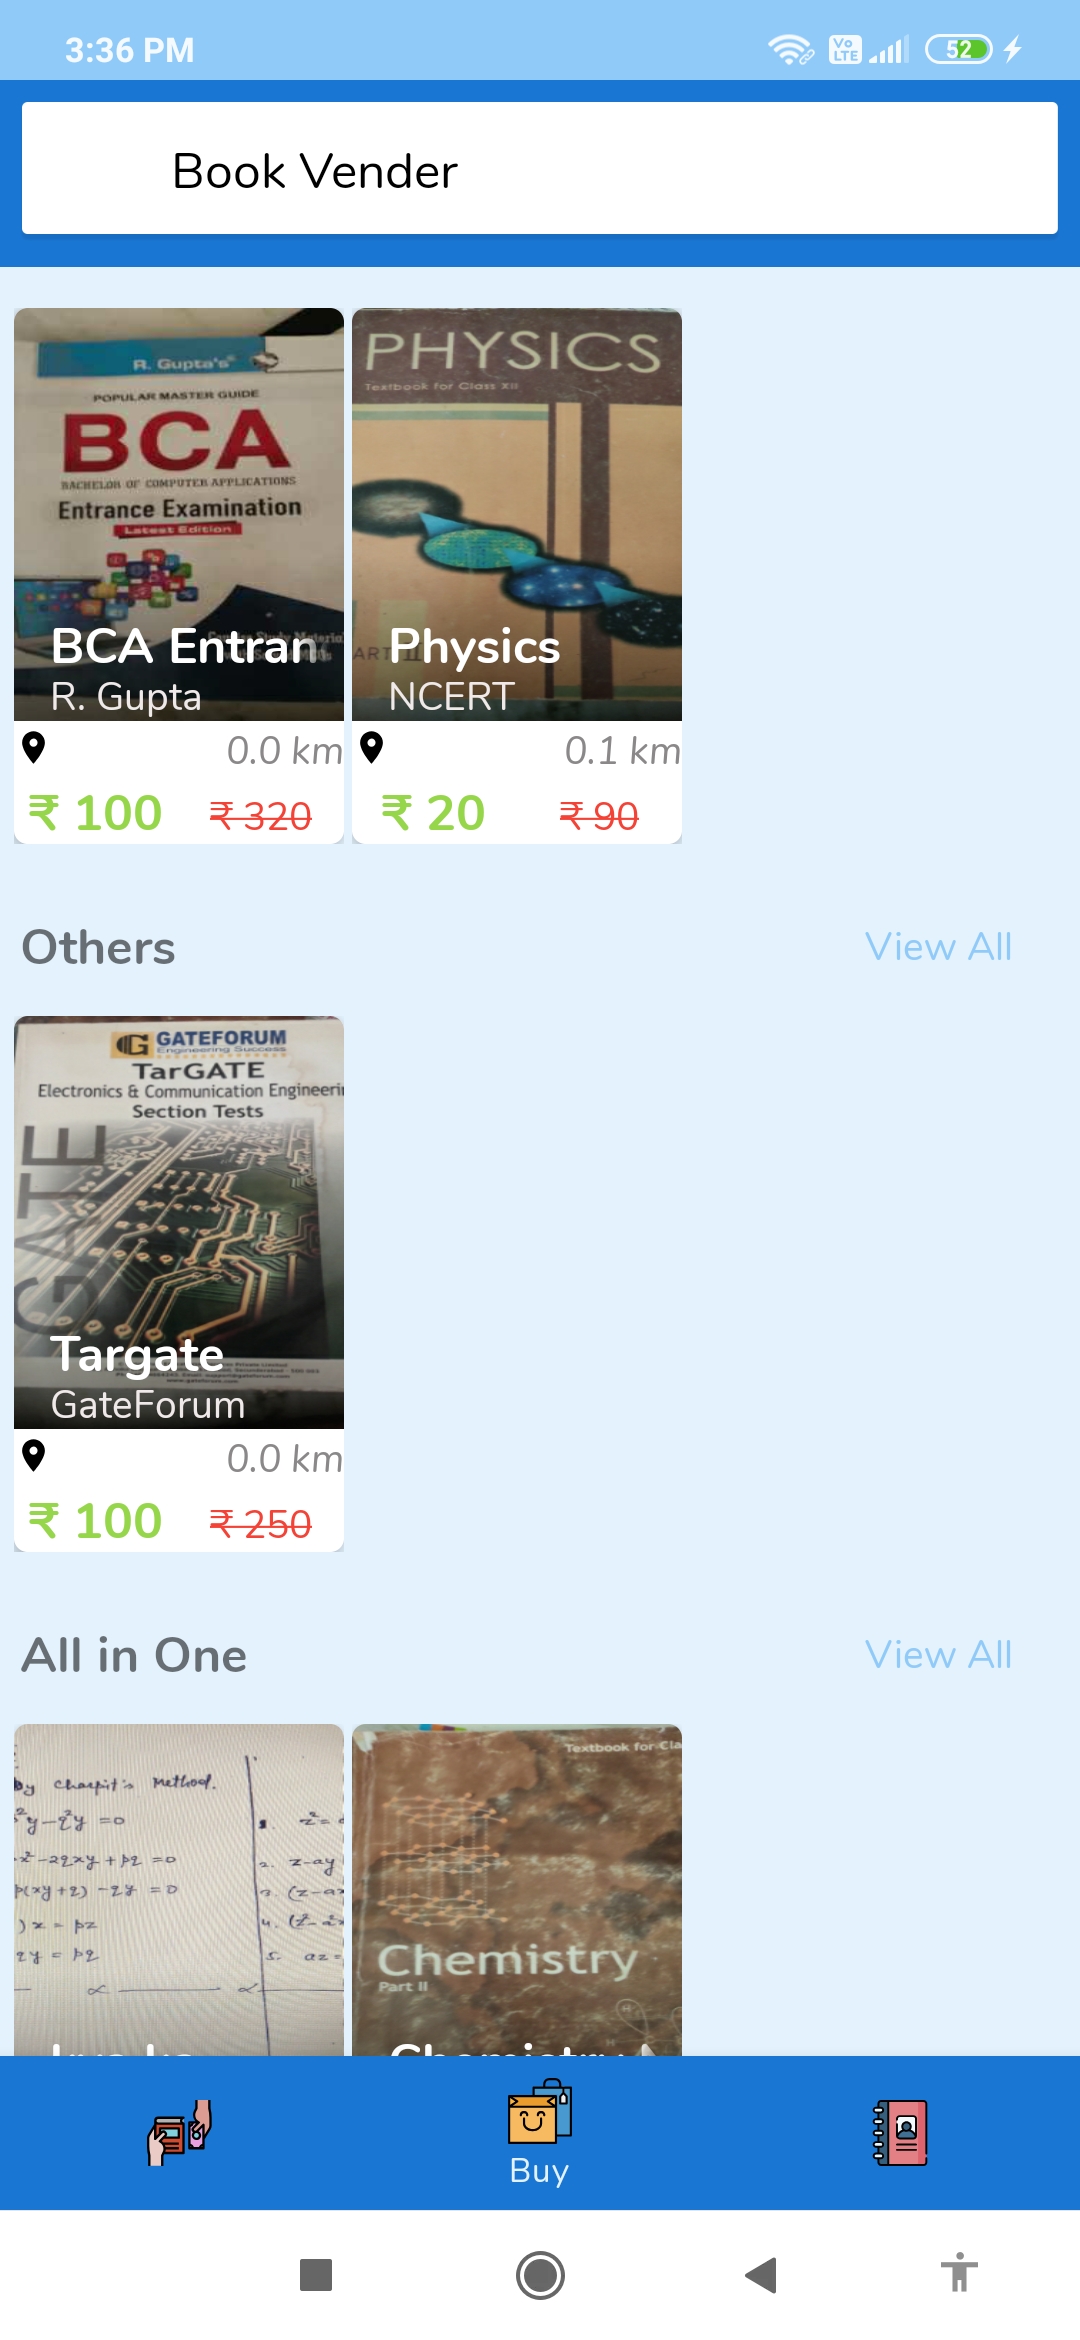 3:36 PM
Vo LTE
52
Book Vender
R. Gupta's
POPULAR MASTER GUIDE
BCA
BACHELOR OF COMPUTER APPLICATIONS
Entrance Examination
Latest Edition
BCA Entran
R. Gupta
0.0 km
₹ 100 ₹ 320
PHYSICS
Textbook for Class XII
Physics
NCERT
0.1 km
₹ 20 ₹ 90
Others View All
GATEFORUM
Engineering Success
TarGATE
Electronics & Communication Engineeri
Section Tests
GATE
Targate
GateForum
0.0 km
₹ 100 ₹ 250
All in One View All
by Charpit's Method.
Textbook for Cla
Chemistry
Part II
Chemistry
Buy